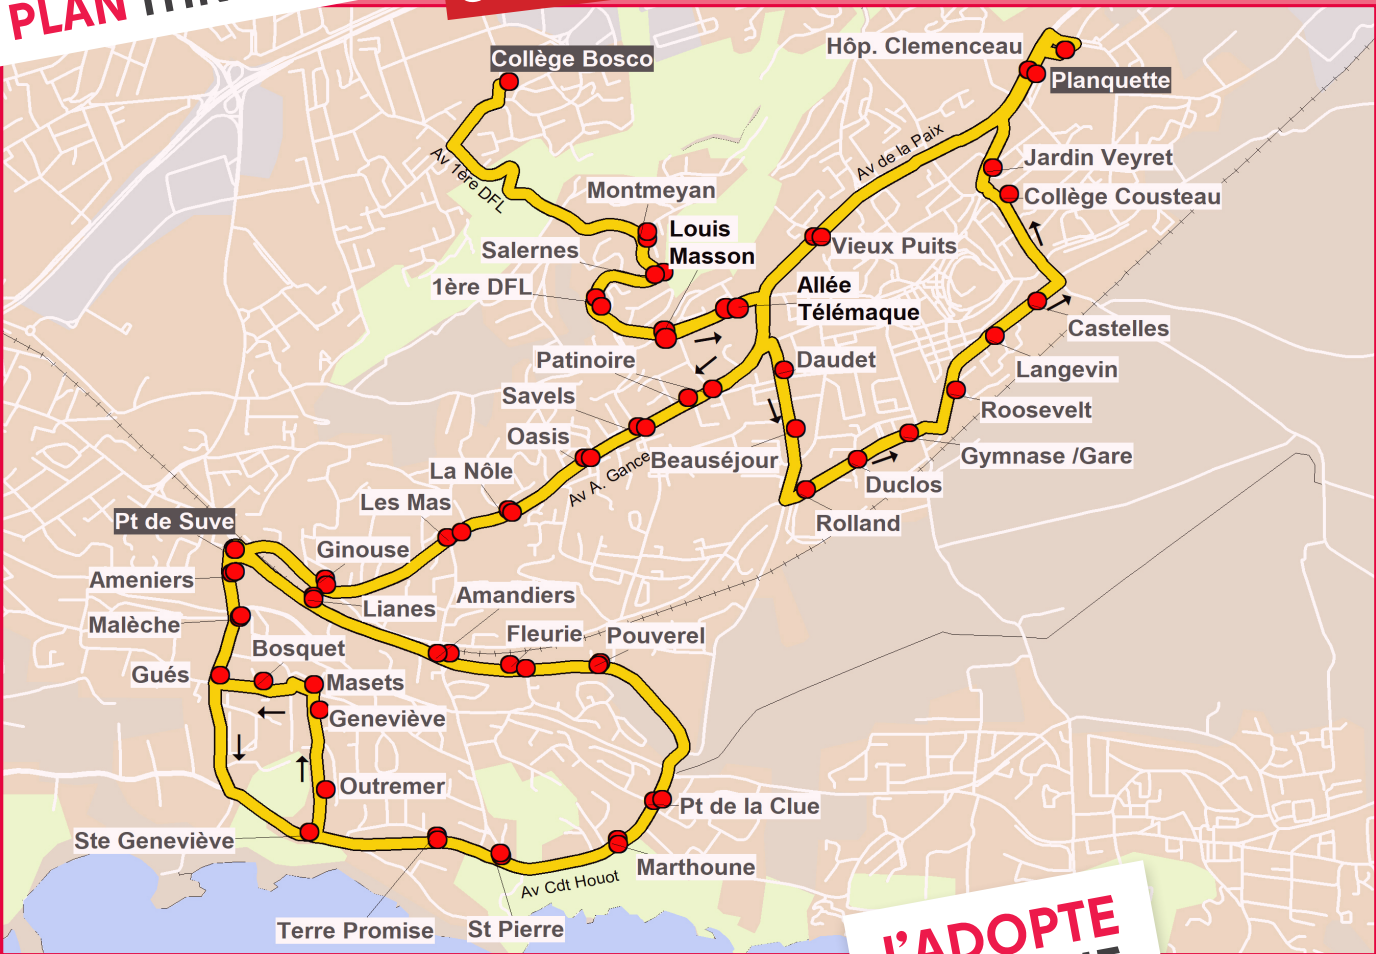 PLAN
Hôp. Clemenceau
Collège Bosco
Planquette
Av de la Paix
Av 1ère DFL
Jardin Veyret
Collège Cousteau
Montmeyan
Louis
Masson
Salernes
Vieux Puits
1ère DFL
Allée
Télémaque
Castelles
Patinoire
Daudet
Langevin
Savels
Roosevelt
Oasis
Beauséjour
Gymnase /Gare
La Nôle
Av A. Gance
Duclos
Les Mas
Rolland
Pt de Suve
Ginouse
Ameniers
Lianes
Amandiers
Malèche
Fleurie
Pouverel
Bosquet
Gués
Masets
Geneviève
Outremer
Pt de la Clue
Ste Geneviève
Marthoune
Av Cdt Houot
Terre Promise
St Pierre
J'ADOPTE